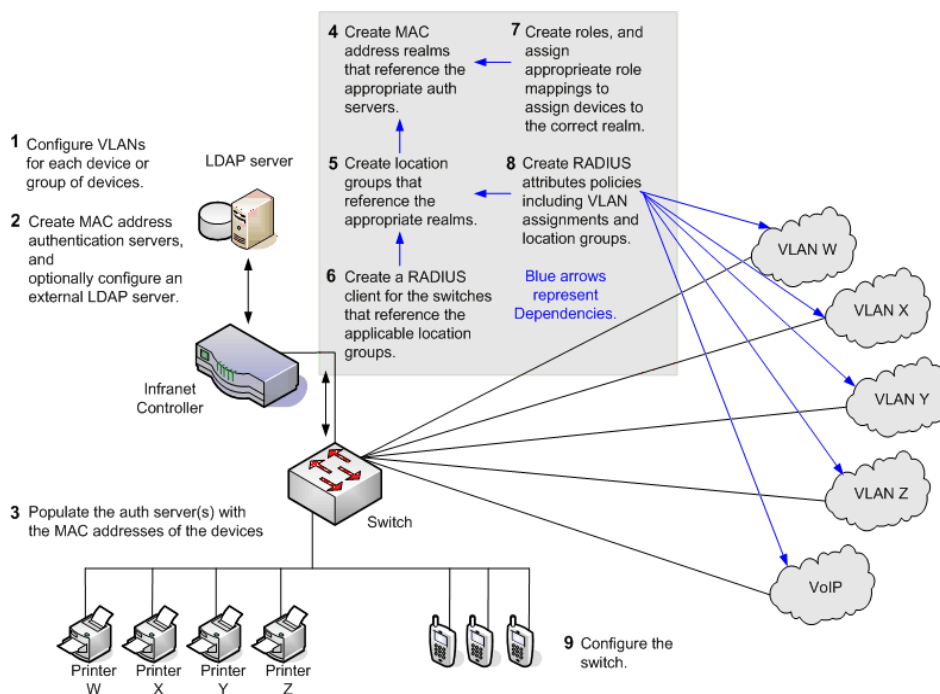 1 Configure VLANs
for each device or
group of devices.
2 Create MAC address
authentication servers,
and
optionally configure an
external LDAP server.
LDAP server
Infranet
Controller
4 Create MAC
address realms
that reference the
appropriate auth
servers.
5 Create location
groups that
reference the
appropriate realms.
6 Create a RADIUS
client for the switches
that reference the
applicable location
groups.
7 Create roles, and
assign
approprieate role
mappings to
assign devices to
the correct realm.
8 Create RADIUS
attributes policies
including VLAN
assignments and
location groups.
Blue arrows
represent
Dependencies.
VLAN W
VLAN X
VLAN Y
VLAN Z
VoIP
Switch
3 Populate the auth server(s) with
the MAC addresses of the devices
Printer
W
Printer
X
Printer
Y
Printer
Z
9 Configure the
switch.